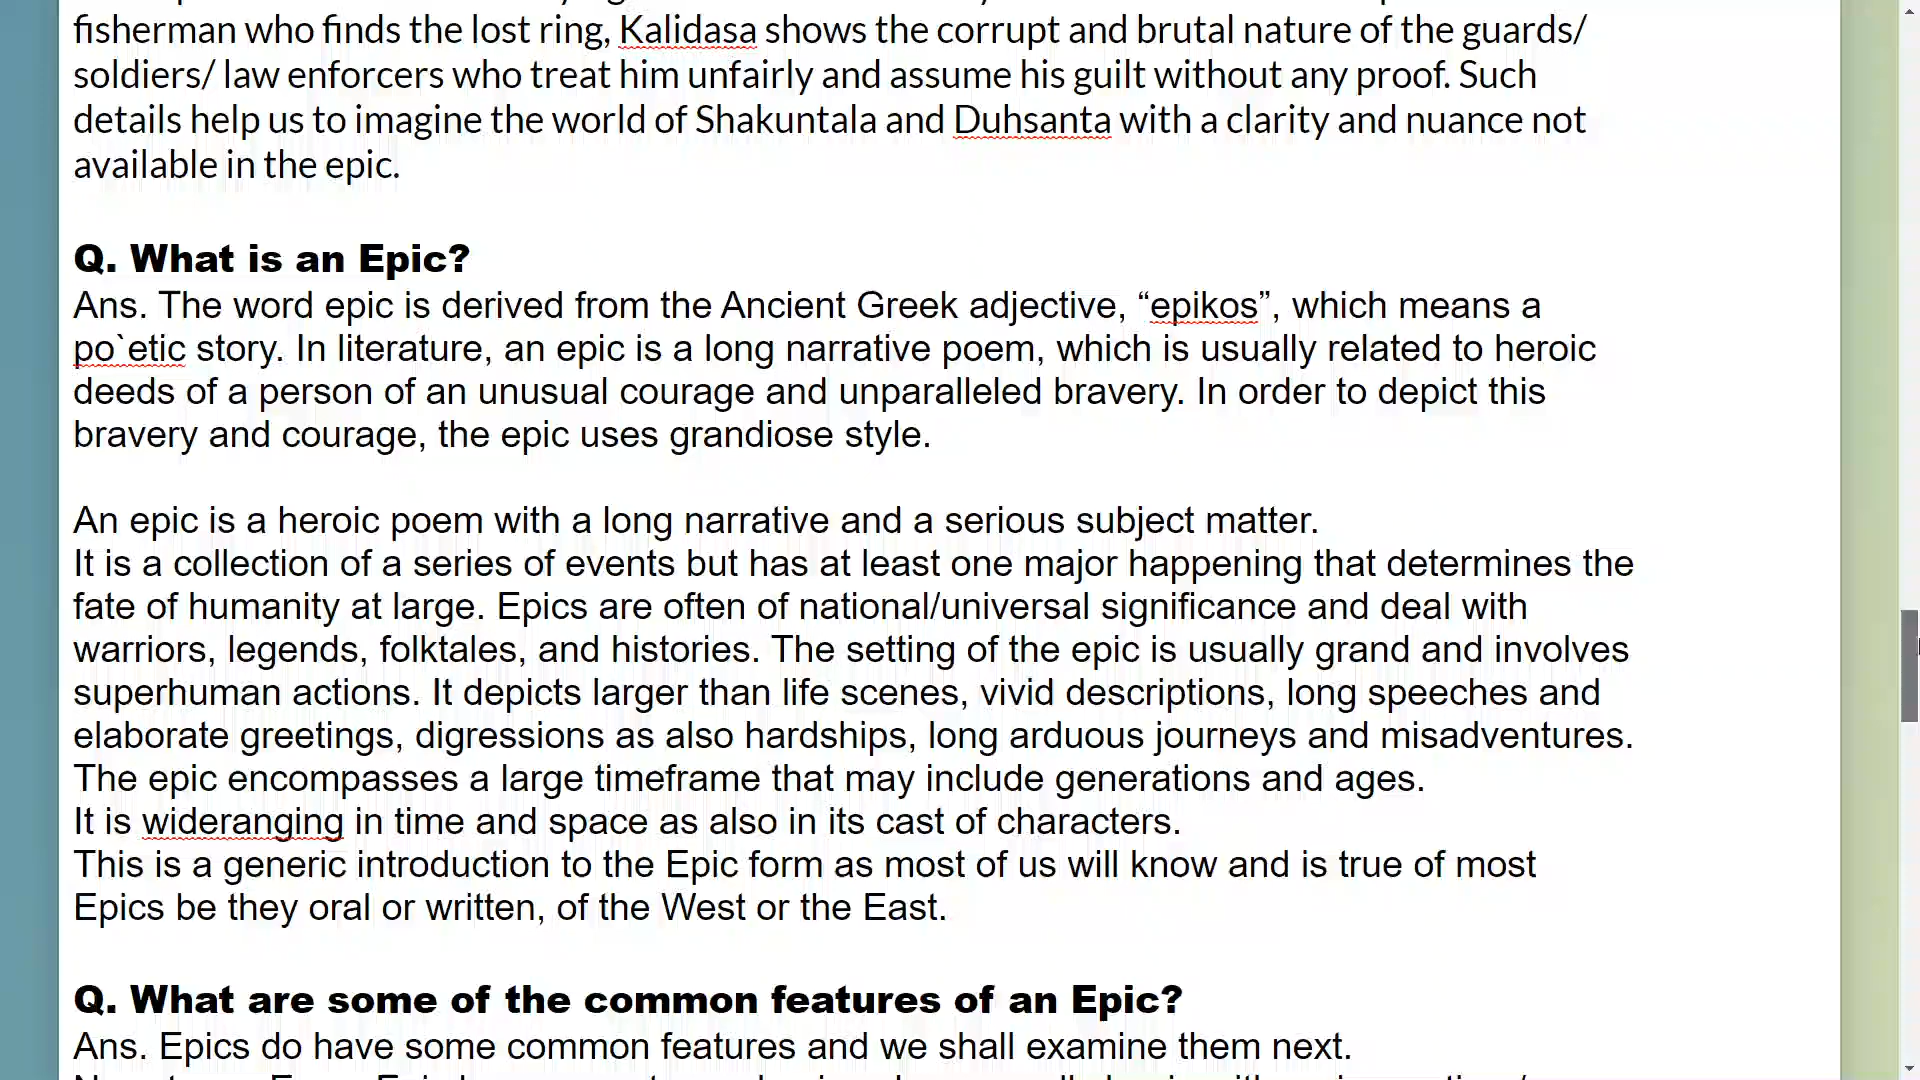 fisherman who finds the lost ring, Kalidasa shows the corrupt and brutal nature of the guards/
soldiers/ law enforcers who treat him unfairly and assume his guilt without any proof. Such
details help us to imagine the world of Shakuntala and Duhsanta with a clarity and nuance not
available in the epic.
Q. What is an Epic?
Ans. The word epic is derived from the Ancient Greek adjective, “epikos”, which means a
po`etic story. In literature, an epic is a long narrative poem, which is usually related to heroic
deeds of a person of an unusual courage and unparalleled bravery. In order to depict this
bravery and courage, the epic uses grandiose style.
An epic is a heroic poem with a long narrative and a serious subject matter.
It is a collection of a series of events but has at least one major happening that determines the
fate of humanity at large. Epics are often of national/universal significance and deal with
warriors, legends, folktales, and histories. The setting of the epic is usually grand and involves
superhuman actions. It depicts larger than life scenes, vivid descriptions, long speeches and
elaborate greetings, digressions as also hardships, long arduous journeys and misadventures.
The epic encompasses a large timeframe that may include generations and ages.
It is wideranging in time and space as also in its cast of characters.
This is a generic introduction to the Epic form as most of us will know and is true of most
Epics be they oral or written, of the West or the East.
Q. What are some of the common features of an Epic?
Ans. Epics do have some common features and we shall examine them next.